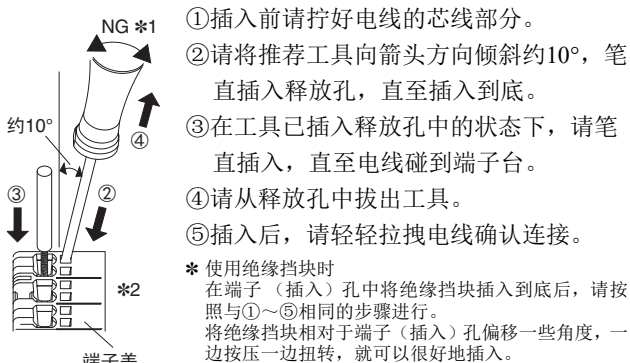 NG ✱1
约10°
④
③
②
✱2
端子盖
①插入前请拧好电线的芯线部分。
②请将推荐工具向箭头方向倾斜约10°，笔
直插入释放孔，直至插入到底。
③在工具已插入释放孔中的状态下，请笔
直插入，直至电线碰到端子台。
④请从释放孔中拔出工具。
⑤插入后，请轻轻拉拽电线确认连接。
✱ 使用绝缘挡块时
在端子 （插入）孔中将绝缘挡块插入到底后，请按
照与①～⑤相同的步骤进行。
将绝缘挡块相对于端子（插入）孔偏移一些角度，一
边按压一边扭转，就可以很好地插入。